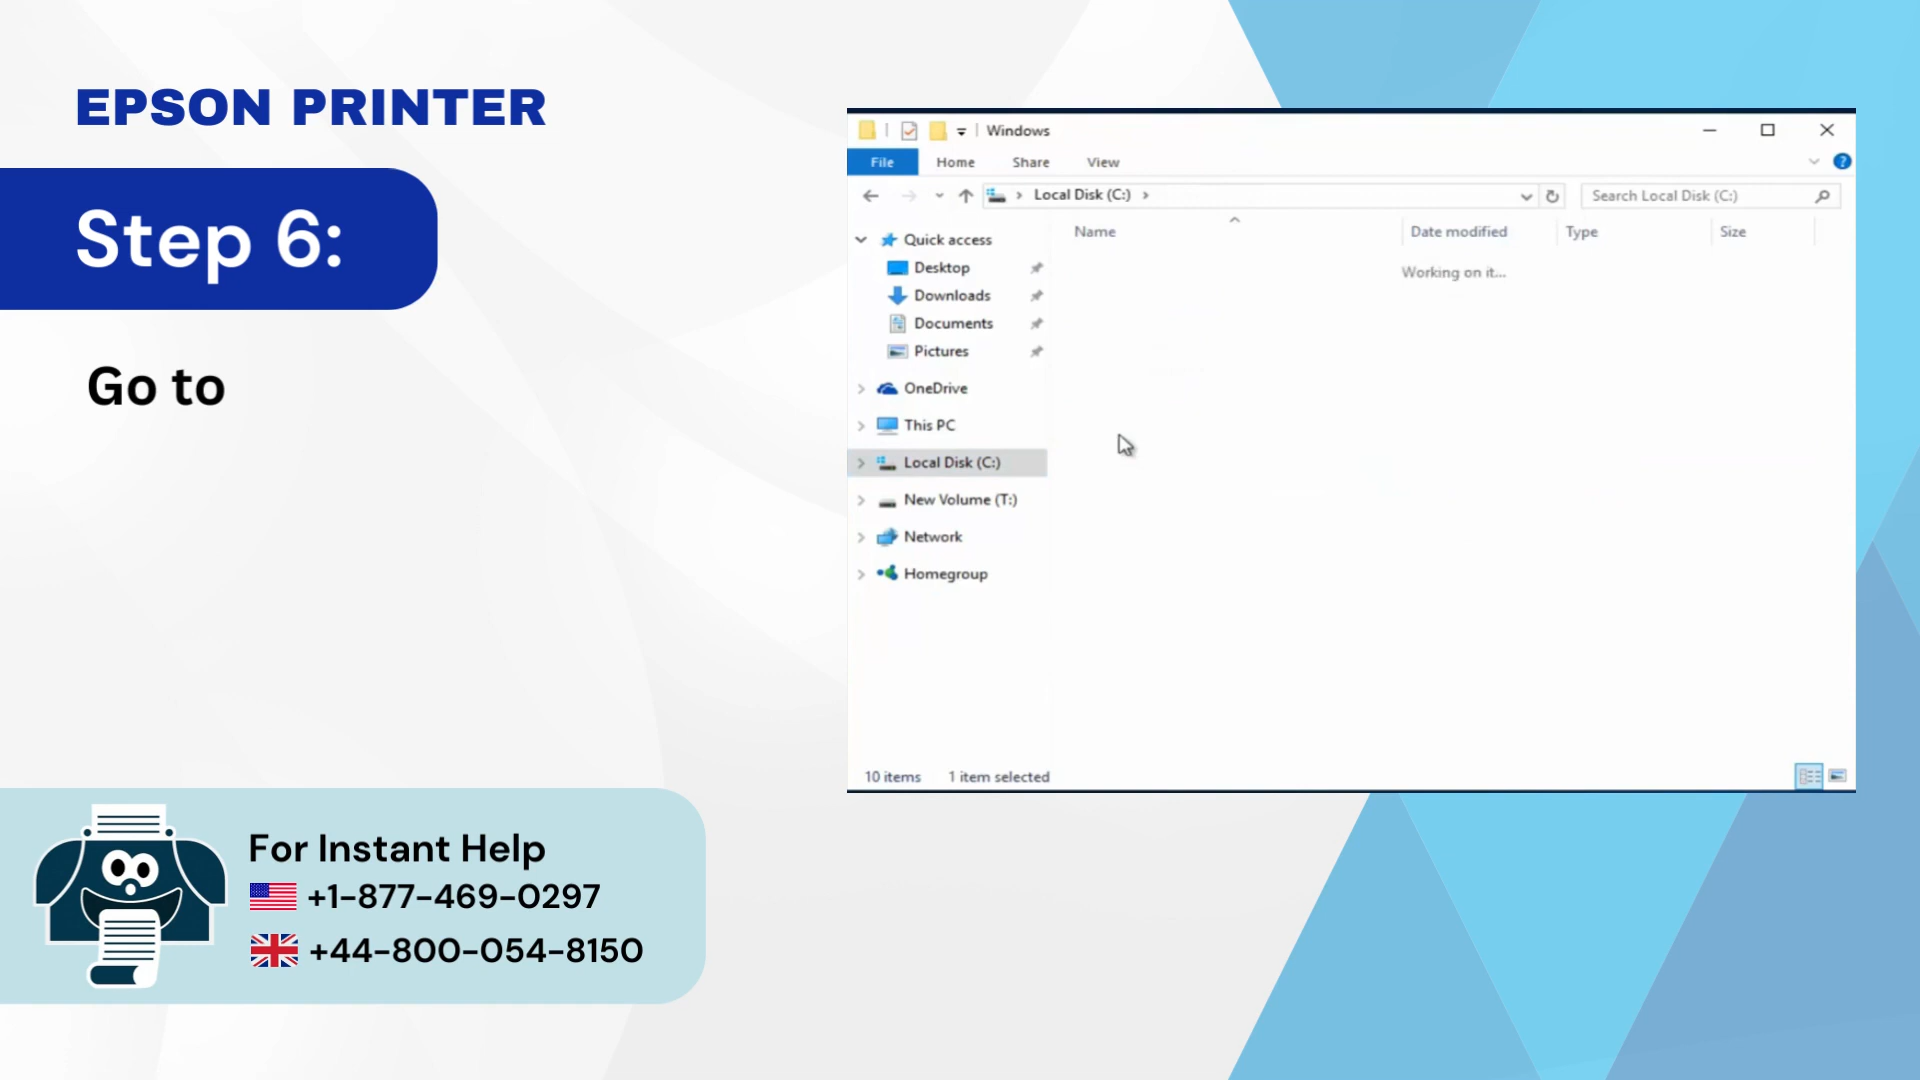 EPSON PRINTER
Step 6:
Go to
For Instant Help
+1-877-469-0297
+44-800-054-8150
Windows
File Home Share View
Local Disk (C:)
Search Local Disk (C:)
Name Date modified Type Size
Working on it...
Quick access
Desktop
Downloads
Documents
Pictures
OneDrive
This PC
Local Disk (C:)
New Volume (T:)
Network
Homegroup
10 items 1 item selected